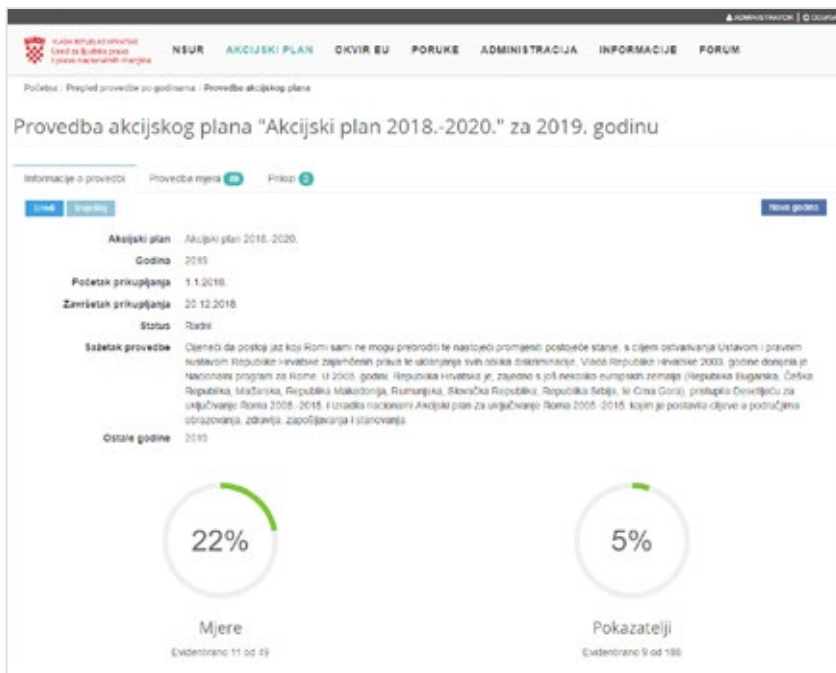 ADMINISTRATOR
VLADA REPUBLIKE HRVATSKE
Ured za ljudska prava
i prava nacionalnih manjina
NSUR AKCIJSKI PLAN OKVIR EU PORUKE ADMINISTRACIJA INFORMACIJE FORUM
Početna / Pregled provedbe po godinama / Provedba akcijskog plana
Provedba akcijskog plana "Akcijski plan 2018.-2020." za 2019. godinu
Informacije o provedbi Provedba mjera 49 Prilozi
Uredi Nova godina
Akcijski plan Akcijski plan 2018.-2020.
Godina 2019
Početak prikupljanja 1.1.2018.
Završetak prikupljanja 20.12.2018.
Status Radni
Sažetak provedbe Cijeneći da postoji jaz koji Romi sami ne mogu prebroditi te nastojeći promijeniti postojeće stanje, s ciljem ostvarivanja Ustavom i pravnim
sustavom Republike Hrvatske zajamčenih prava te uklanjanja svih oblika diskriminacije, Vlada Republike Hrvatske 2003. godine donijela je
Nacionalni program za Rome. U 2005. godini, Republika Hrvatska je, zajedno s još nekoliko europskih zemalja (Republika Bugarska, Češka
Republika, Mađarska, Republika Makedonija, Rumunjska, Slovačka Republika, Republika Srbija, te Crna Gora), pristupila Desetljeću za
uključivanje Roma 2005.-2015. i izradila nacionalni Akcijski plan za uključivanje Roma 2005.-2015. kojim je postavila ciljeve u područjima
obrazovanja, zdravlja, zapošljavanja i stanovanja.
Ostale godine 2019
22% 5%
Mjere Pokazatelji
Evidentirano 11 od 49 Evidentirano 9 od 186